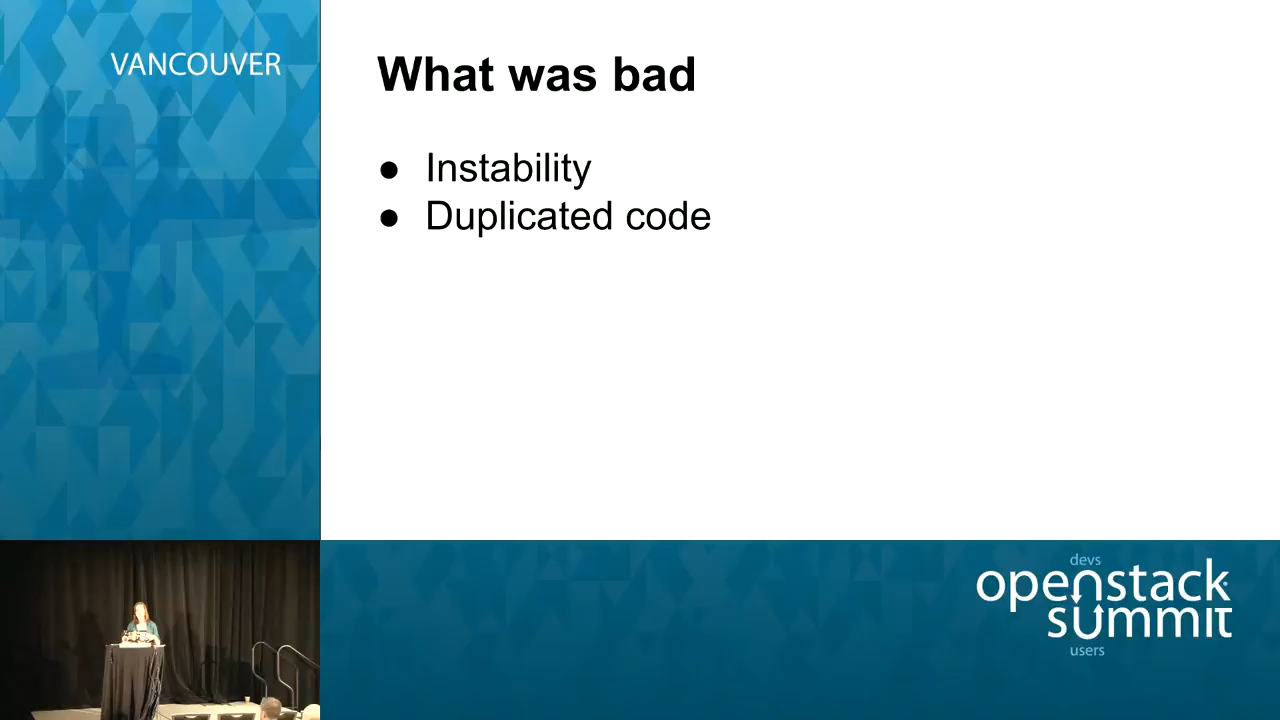 VANCOUVER
What was bad
● Instability
● Duplicated code
devs
openstack
summit
users